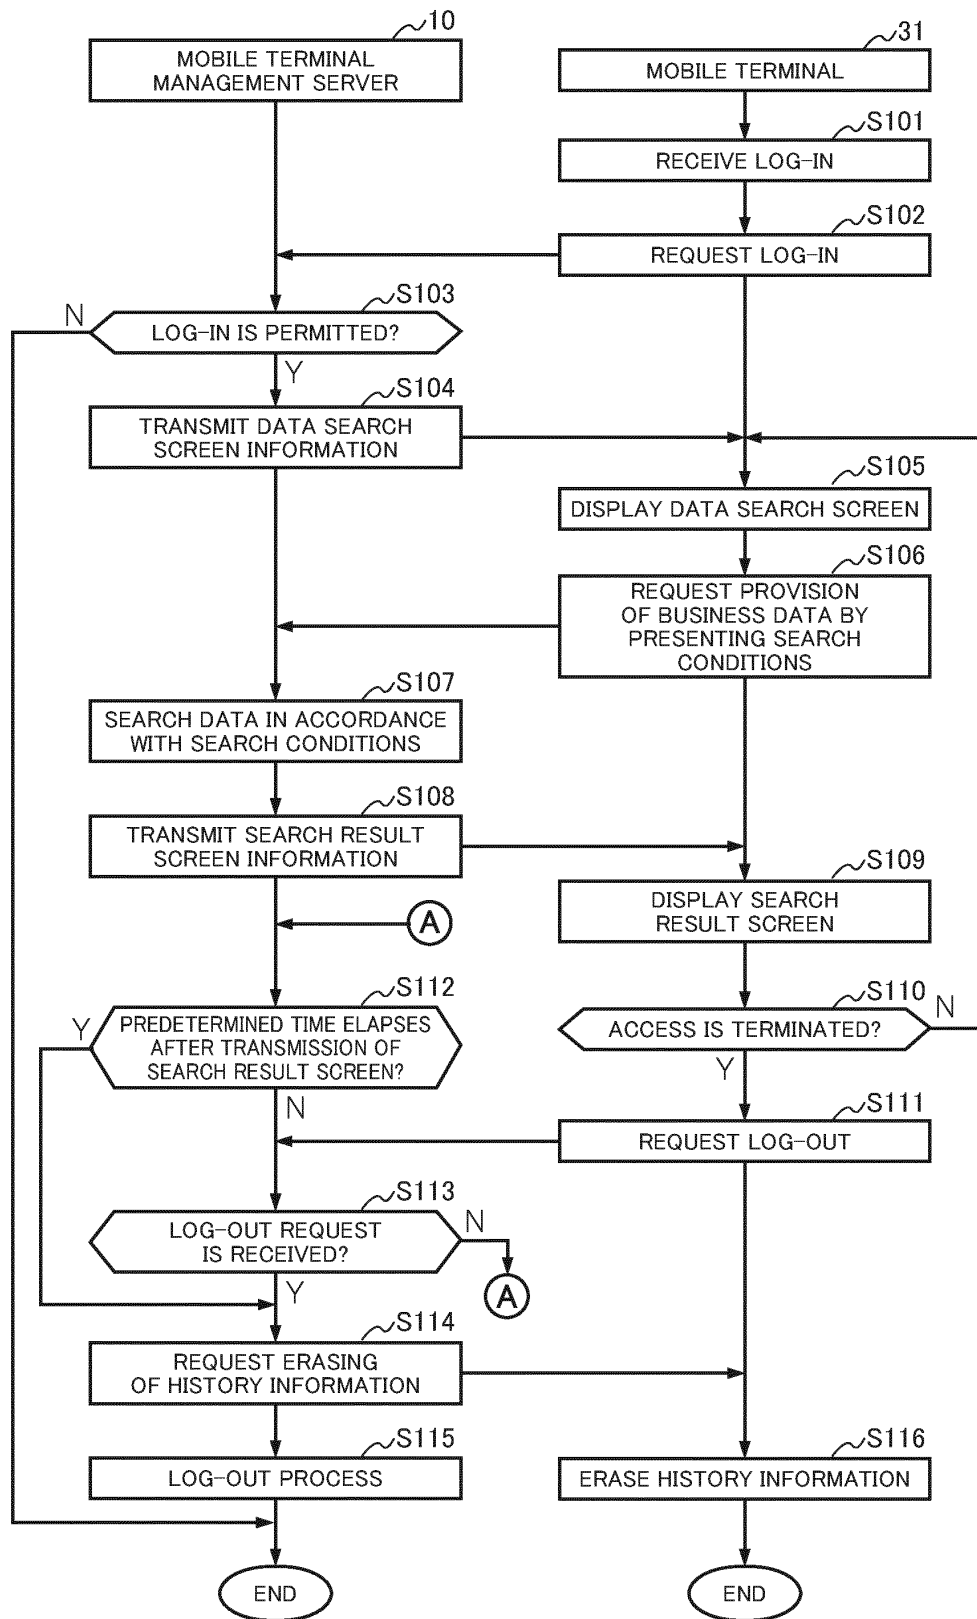 10
MOBILE TERMINAL
MANAGEMENT SERVER
31
MOBILE TERMINAL
S101
RECEIVE LOG-IN
S102
REQUEST LOG-IN
S103
N
LOG-IN IS PERMITTED?
Y
S104
TRANSMIT DATA SEARCH
SCREEN INFORMATION
S105
DISPLAY DATA SEARCH SCREEN
S106
REQUEST PROVISION
OF BUSINESS DATA BY
PRESENTING SEARCH
CONDITIONS
S107
SEARCH DATA IN ACCORDANCE
WITH SEARCH CONDITIONS
S108
TRANSMIT SEARCH RESULT
SCREEN INFORMATION
S109
DISPLAY SEARCH
RESULT SCREEN
A
S112
Y
PREDETERMINED TIME ELAPSES
AFTER TRANSMISSION OF
SEARCH RESULT SCREEN?
N
S110
N
ACCESS IS TERMINATED?
Y
S111
REQUEST LOG-OUT
S113
LOG-OUT REQUEST
IS RECEIVED?
N
A
Y
S114
REQUEST ERASING
OF HISTORY INFORMATION
S115
LOG-OUT PROCESS
S116
ERASE HISTORY INFORMATION
END
END